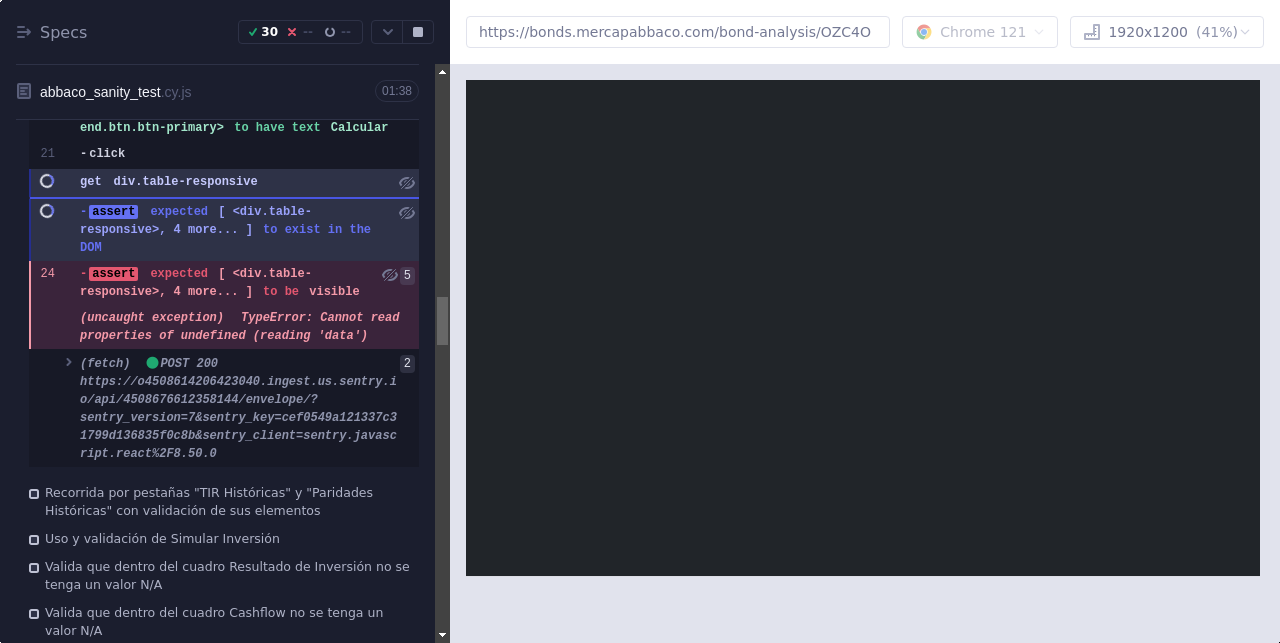 Specs
30 -- --
abbaco_sanity_test.cy.js 01:38
end.btn.btn-primary> to have text Calcular
21 -click
get div.table-responsive
-assert expected [ <div.table-
responsive>, 4 more... ] to exist in the
DOM
24 -assert expected [ <div.table- 5
responsive>, 4 more... ] to be visible
(uncaught exception) TypeError: Cannot read
properties of undefined (reading 'data')
(fetch) POST 200 2
https://o4508614206423040.ingest.us.sentry.i
o/api/4508676612358144/envelope/?
sentry_version=7&sentry_key=cef0549a121337c3
1799d136835f0c8b&sentry_client=sentry.javasc
ript.react%2F8.50.0
Recorrida por pestañas "TIR Históricas" y "Paridades
Históricas" con validación de sus elementos
Uso y validación de Simular Inversión
Valida que dentro del cuadro Resultado de Inversión no se
tenga un valor N/A
Valida que dentro del cuadro Cashflow no se tenga un
valor N/A
https://bonds.mercapabbaco.com/bond-analysis/OZC4O
Chrome 121
1920x1200 (41%)